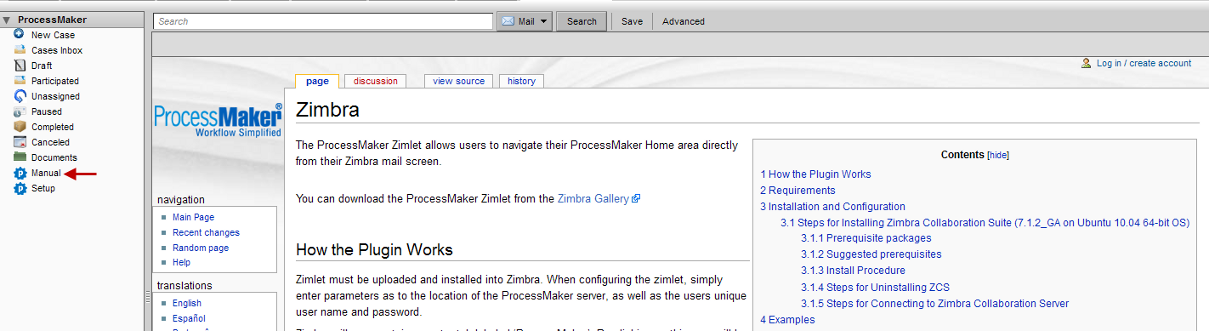 ProcessMaker
New Case
Cases Inbox
Draft
Participated
Unassigned
Paused
Completed
Canceled
Documents
Manual
Setup
Search
Mail
Search
Save
Advanced
Log in / create account
page
discussion
view source
history
ProcessMaker®
Workflow Simplified
navigation
Main Page
Recent changes
Random page
Help
translations
English
Español
Zimbra
The ProcessMaker Zimlet allows users to navigate their ProcessMaker Home area directly
from their Zimbra mail screen.
You can download the ProcessMaker Zimlet from the Zimbra Gallery
How the Plugin Works
Zimlet must be uploaded and installed into Zimbra. When configuring the zimlet, simply
enter parameters as to the location of the ProcessMaker server, as well as the users unique
user name and password.
Contents [hide]
1 How the Plugin Works
2 Requirements
3 Installation and Configuration
3.1 Steps for Installing Zimbra Collaboration Suite (7.1.2_GA on Ubuntu 10.04 64-bit OS)
3.1.1 Prerequisite packages
3.1.2 Suggested prerequisites
3.1.3 Install Procedure
3.1.4 Steps for Uninstalling ZCS
3.1.5 Steps for Connecting to Zimbra Collaboration Server
4 Examples